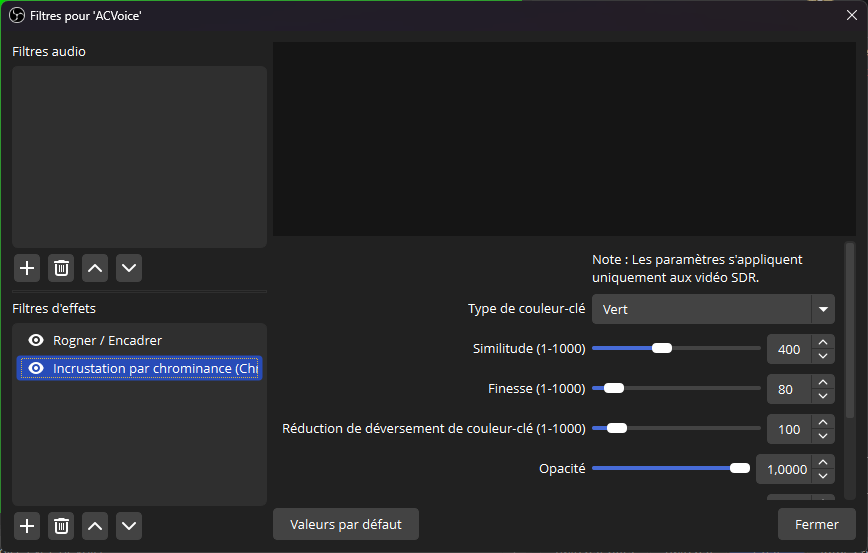 Filtres pour 'ACVoice'
Filtres audio
Note : Les paramètres s'appliquent
uniquement aux vidéo SDR.
Type de couleur-clé
Vert
Similitude (1-1000)
400
Finesse (1-1000)
80
Réduction de déversement de couleur-clé (1-1000)
100
Opacité
1,0000
Filtres d'effets
Rogner / Encadrer
Incrustation par chrominance (Ch
Valeurs par défaut
Fermer